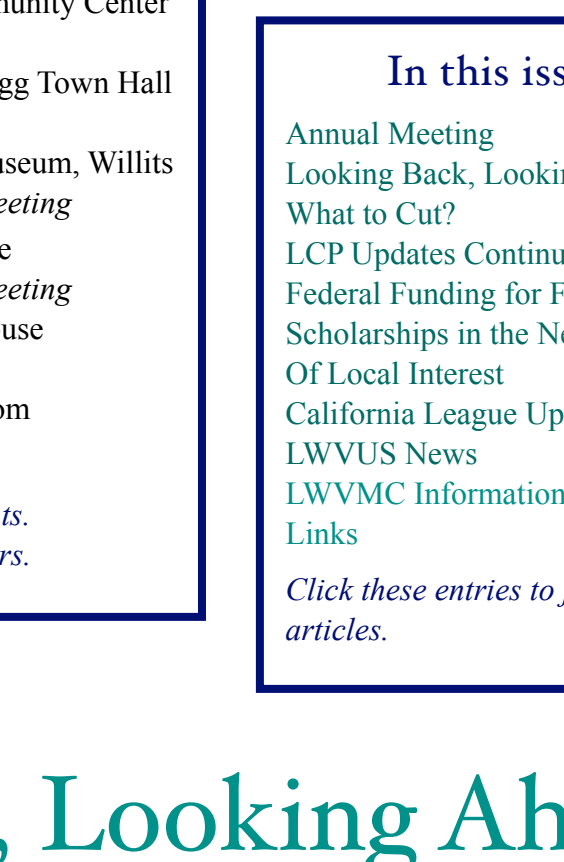 munity Center
gg Town Hall
useum, Willits
eeting
e
eeting
use
om
ts.
rs.
In this iss
Annual Meeting
Looking Back, Lookin
What to Cut?
LCP Updates Continu
Federal Funding for F
Scholarships in the Ne
Of Local Interest
California League Up
LWVUS News
LWVMC Information
Links
Click these entries to j
articles.
, Looking Ah